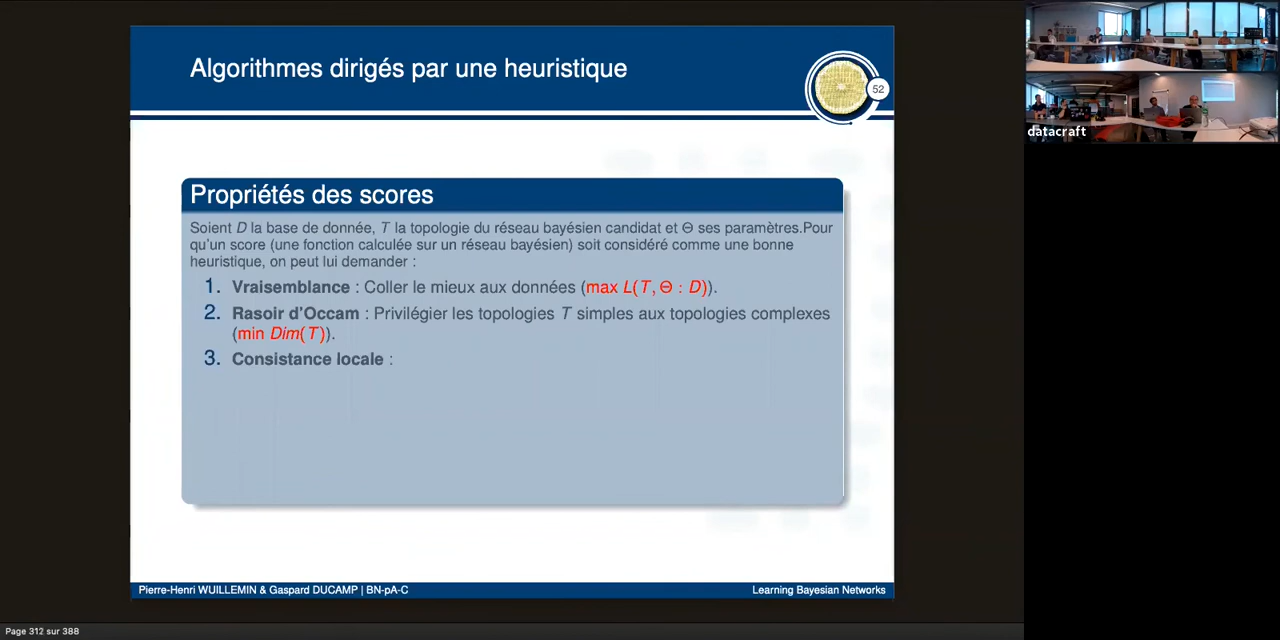 Algorithmes dirigés par une heuristique
52
datacraft
Propriétés des scores
Soient D la base de donnée, T la topologie du réseau bayésien candidat et Θ ses paramètres.Pour
qu'un score (une fonction calculée sur un réseau bayésien) soit considéré comme une bonne
heuristique, on peut lui demander :
1. Vraisemblance : Coller le mieux aux données (max L(T, Θ : D)).
2. Rasoir d'Occam : Privilégier les topologies T simples aux topologies complexes
(min Dim(T)).
3. Consistance locale :
Pierre-Henri WUILLEMIN & Gaspard DUCAMP | BN-pA-C
Learning Bayesian Networks
Page 312 sur 388